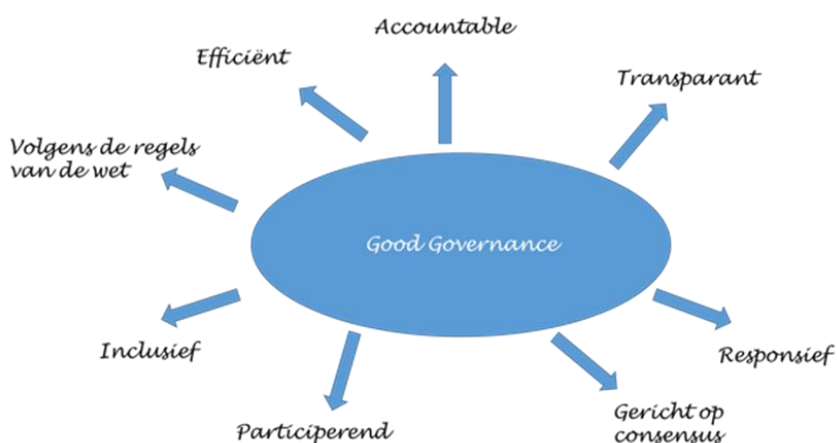 Accountable
Efficiënt
Transparant
Volgens de regels
van de wet
Good Governance
Inclusief
Responsief
Participerend
Gericht op
consensus